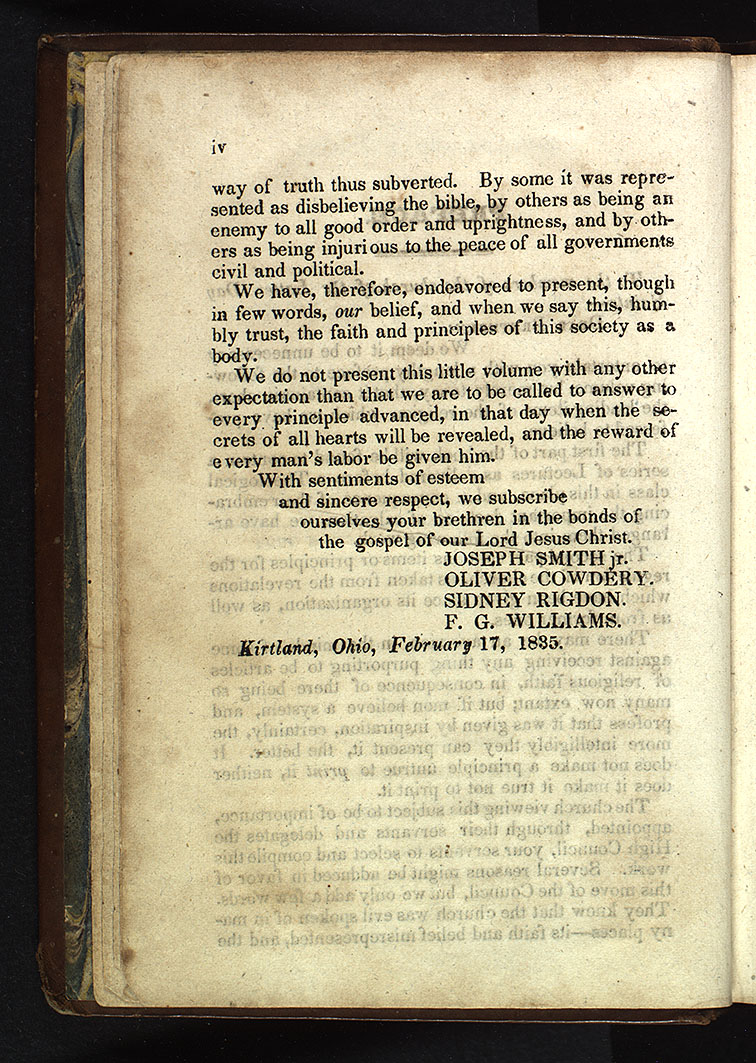 iv
way of truth thus subverted. By some it was repre-
sented as disbelieving the bible, by others as being an
enemy to all good order and uprightness, and by oth-
ers as being injurious to the peace of all governments
civil and political.
We have, therefore, endeavored to present, though
in few words, our belief, and when we say this, hum-
bly trust, the faith and principles of this society as a
body.
We do not present this little volume with any other
expectation than that we are to be called to answer to
every principle advanced, in that day when the se-
crets of all hearts will be revealed, and the reward of
every man's labor be given him.
With sentiments of esteem
and sincere respect, we subscribe
ourselves your brethren in the bonds of
the gospel of our Lord Jesus Christ.
JOSEPH SMITH jr.
OLIVER COWDERY.
SIDNEY RIGDON.
F. G. WILLIAMS.
Kirtland, Ohio, February 17, 1835.